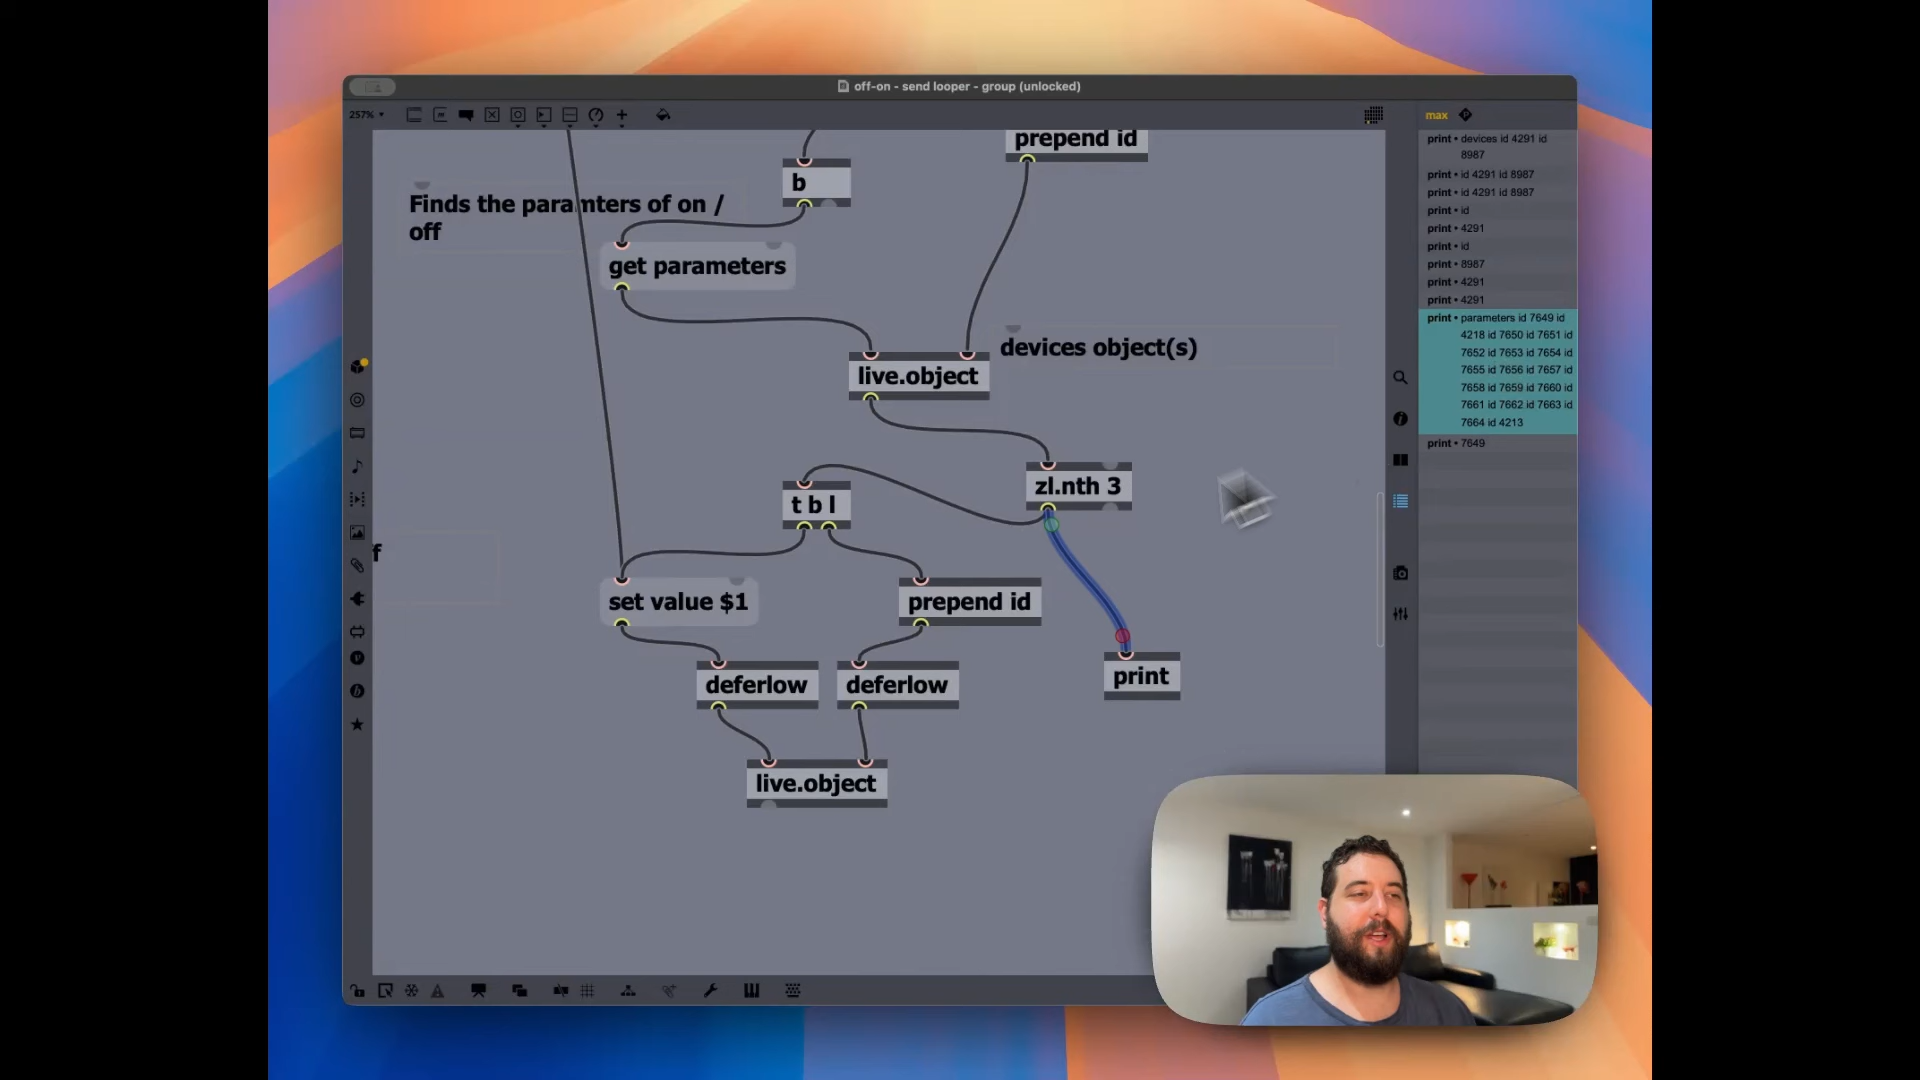 off-on - send looper - group (unlocked)
257%
max
prepend id
b
Finds the paramters of on /
off
get parameters
devices object(s)
live.object
zl.nth 3
t b l
f
set value $1
prepend id
deferlow
deferlow
print
live.object
print • devices id 4291 id
8987
print • id 4291 id 8987
print • id 4291 id 8987
print • id
print • 4291
print • id
print • 8987
print • 4291
print • 4291
print • parameters id 7649 id
4218 id 7650 id 7651 id
7652 id 7653 id 7654 id
7655 id 7656 id 7657 id
7658 id 7659 id 7660 id
7661 id 7662 id 7663 id
7664 id 4213
print • 7649